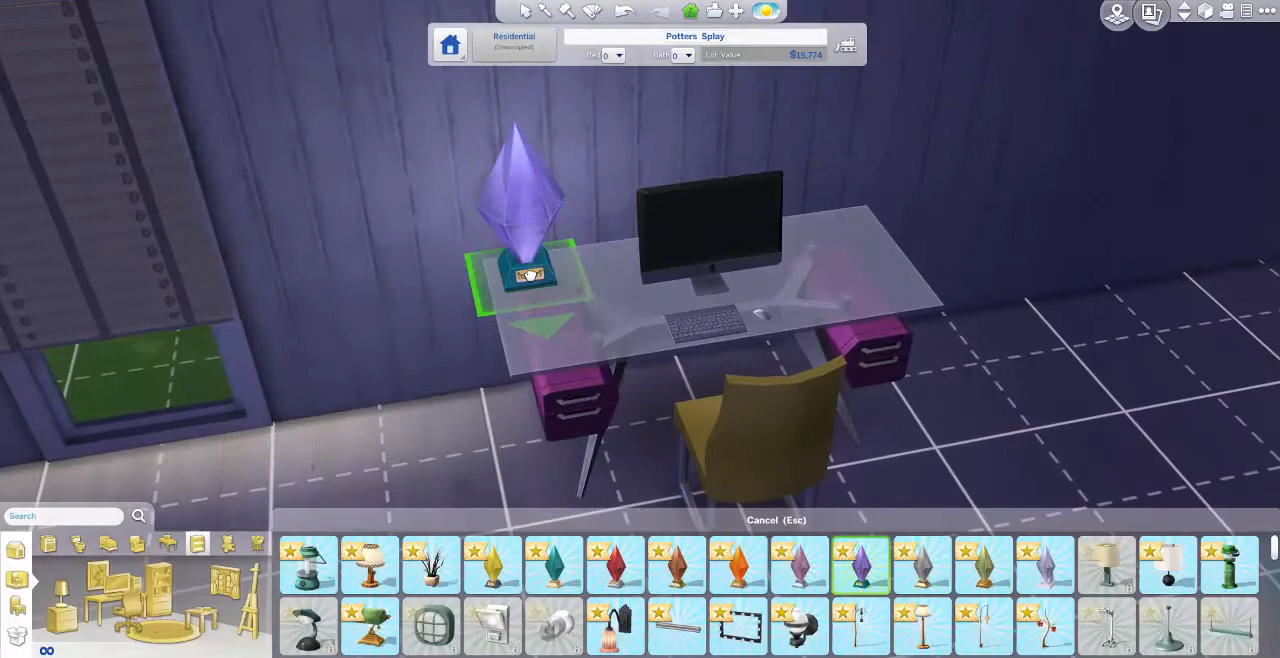 Residential
(Unoccupied)
Potters Splay
Bed 0
Bath 0
Lot Value
§15,774
Search
Cancel (Esc)